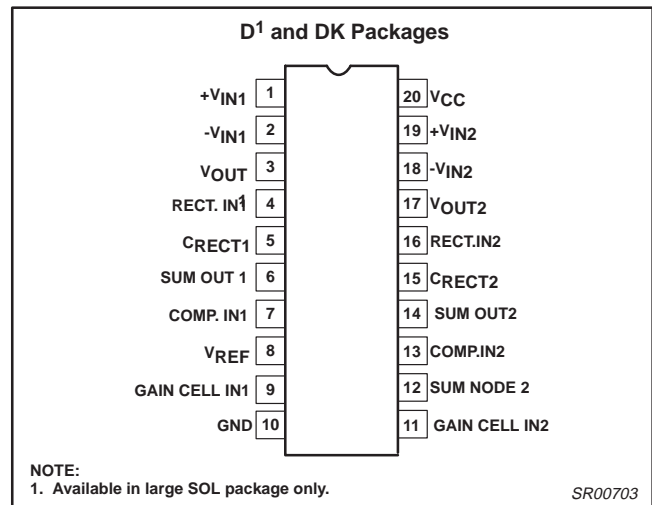 D1 and DK Packages
+VIN1 1
20 VCC
-VIN1 2
19 +VIN2
VOUT 3
18 -VIN2
RECT. IN1 4
17 VOUT2
CRECT1 5
16 RECT.IN2
SUM OUT 1 6
15 CRECT2
COMP. IN1 7
14 SUM OUT2
VREF 8
13 COMP.IN2
GAIN CELL IN1 9
12 SUM NODE 2
GND 10
11 GAIN CELL IN2
NOTE:
1. Available in large SOL package only.
SR00703